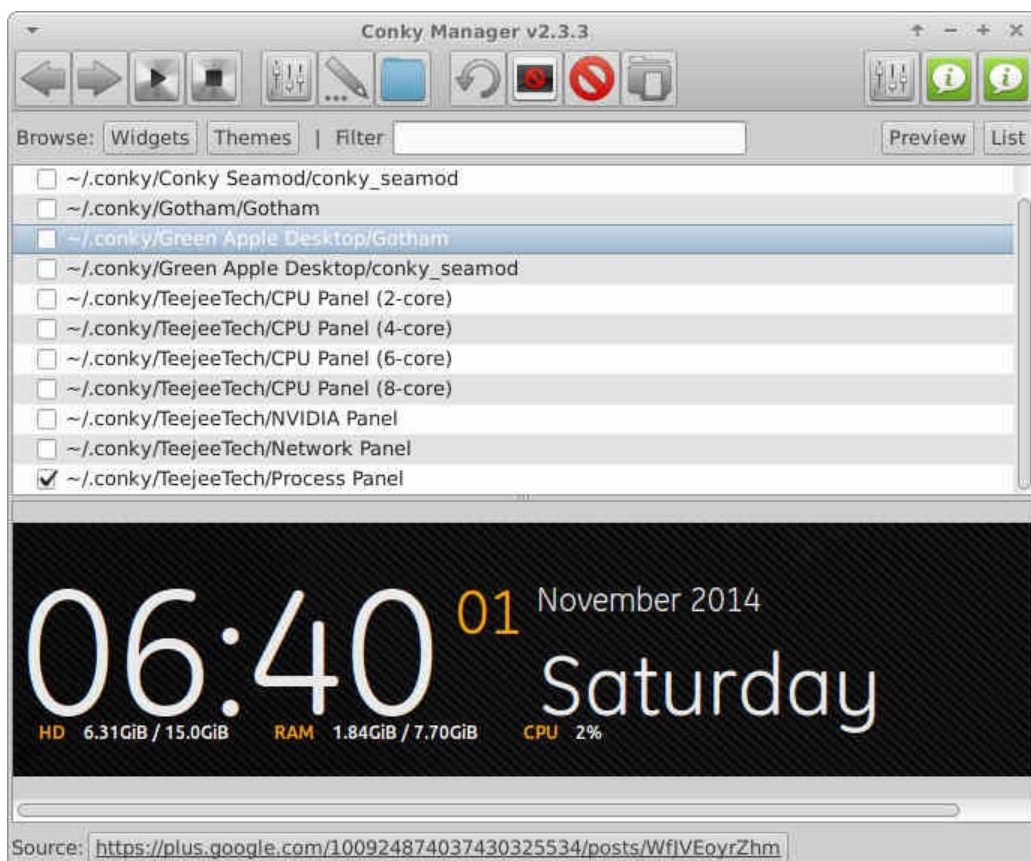 Conky Manager v2.3.3
Browse: Widgets Themes | Filter Preview List
~/.conky/Conky Seamod/conky_seamod
~/.conky/Gotham/Gotham
~/.conky/Green Apple Desktop/Gotham
~/.conky/Green Apple Desktop/conky_seamod
~/.conky/TeejeeTech/CPU Panel (2-core)
~/.conky/TeejeeTech/CPU Panel (4-core)
~/.conky/TeejeeTech/CPU Panel (6-core)
~/.conky/TeejeeTech/CPU Panel (8-core)
~/.conky/TeejeeTech/NVIDIA Panel
~/.conky/TeejeeTech/Network Panel
~/.conky/TeejeeTech/Process Panel
06:40 01 November 2014
Saturday
HD 6.31GiB / 15.0GiB RAM 1.84GiB / 7.70GiB CPU 2%
Source: https://plus.google.com/100924874037430325534/posts/WfJVEoyrZhm